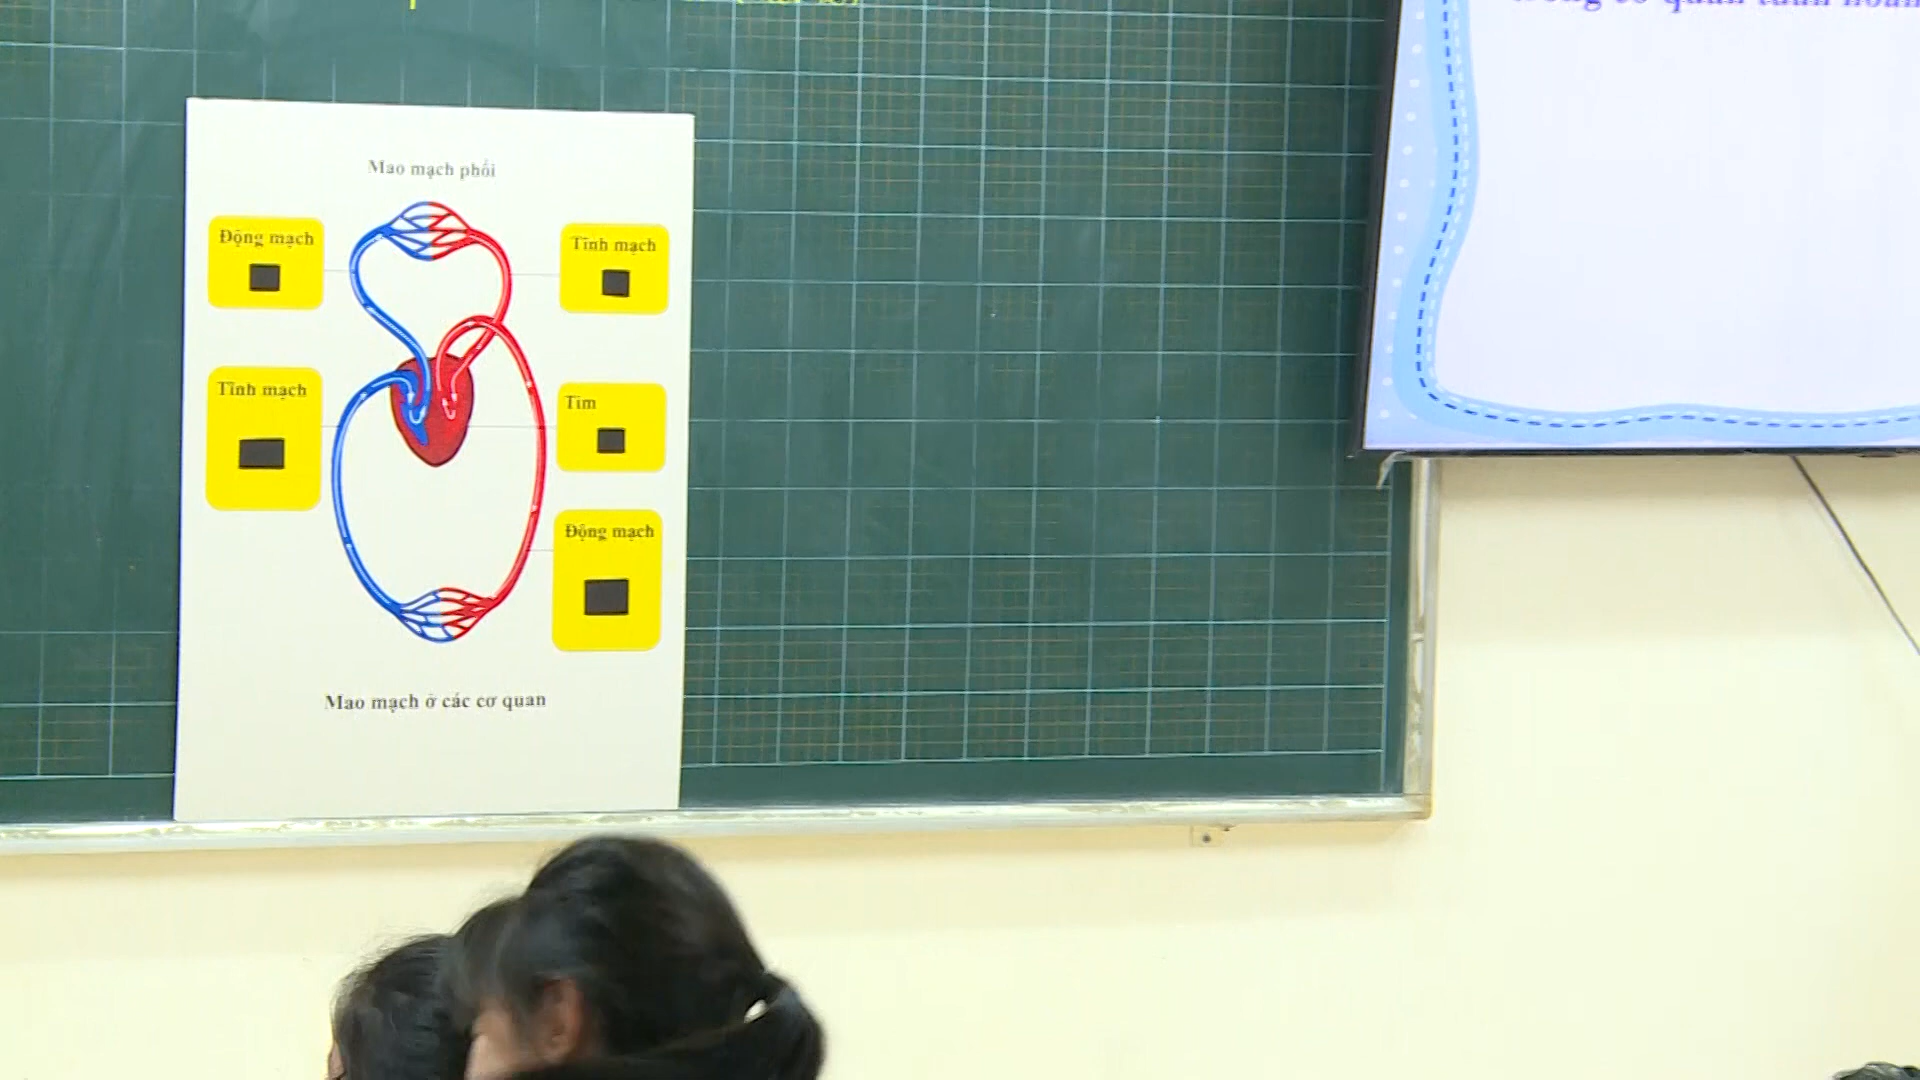 Mao mạch phổi
Động mạch
Tĩnh mạch
Tĩnh mạch
Tim
Động mạch
Mao mạch ở các cơ quan